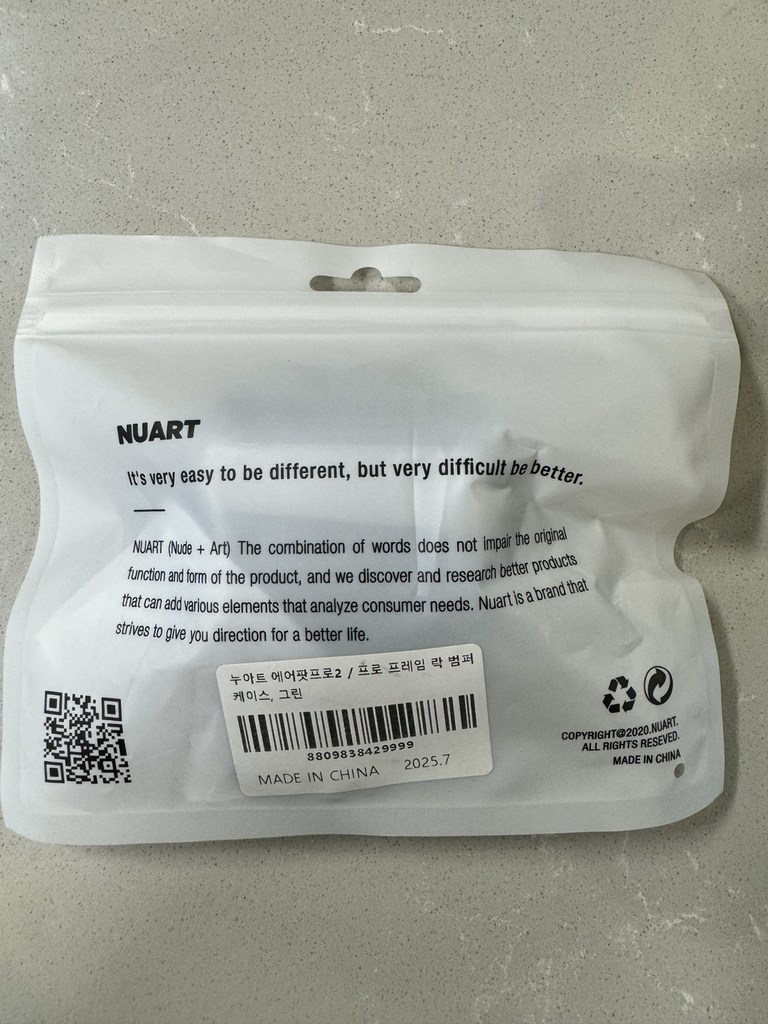 NUART
It's very easy to be different, but very difficult be better.
NUART (Nude + Art) The combination of words does not impair the original
function and form of the product, and we discover and research better products
that can add various elements that analyze consumer needs. Nuart is a brand that
strives to give you direction for a better life.
누아트 에어팟프로2 / 프로 프레임 락 범퍼
케이스, 그린
8809838429999
MADE IN CHINA 2025.7
COPYRIGHT@2020.NUART.
ALL RIGHTS RESEVED.
MADE IN CHINA